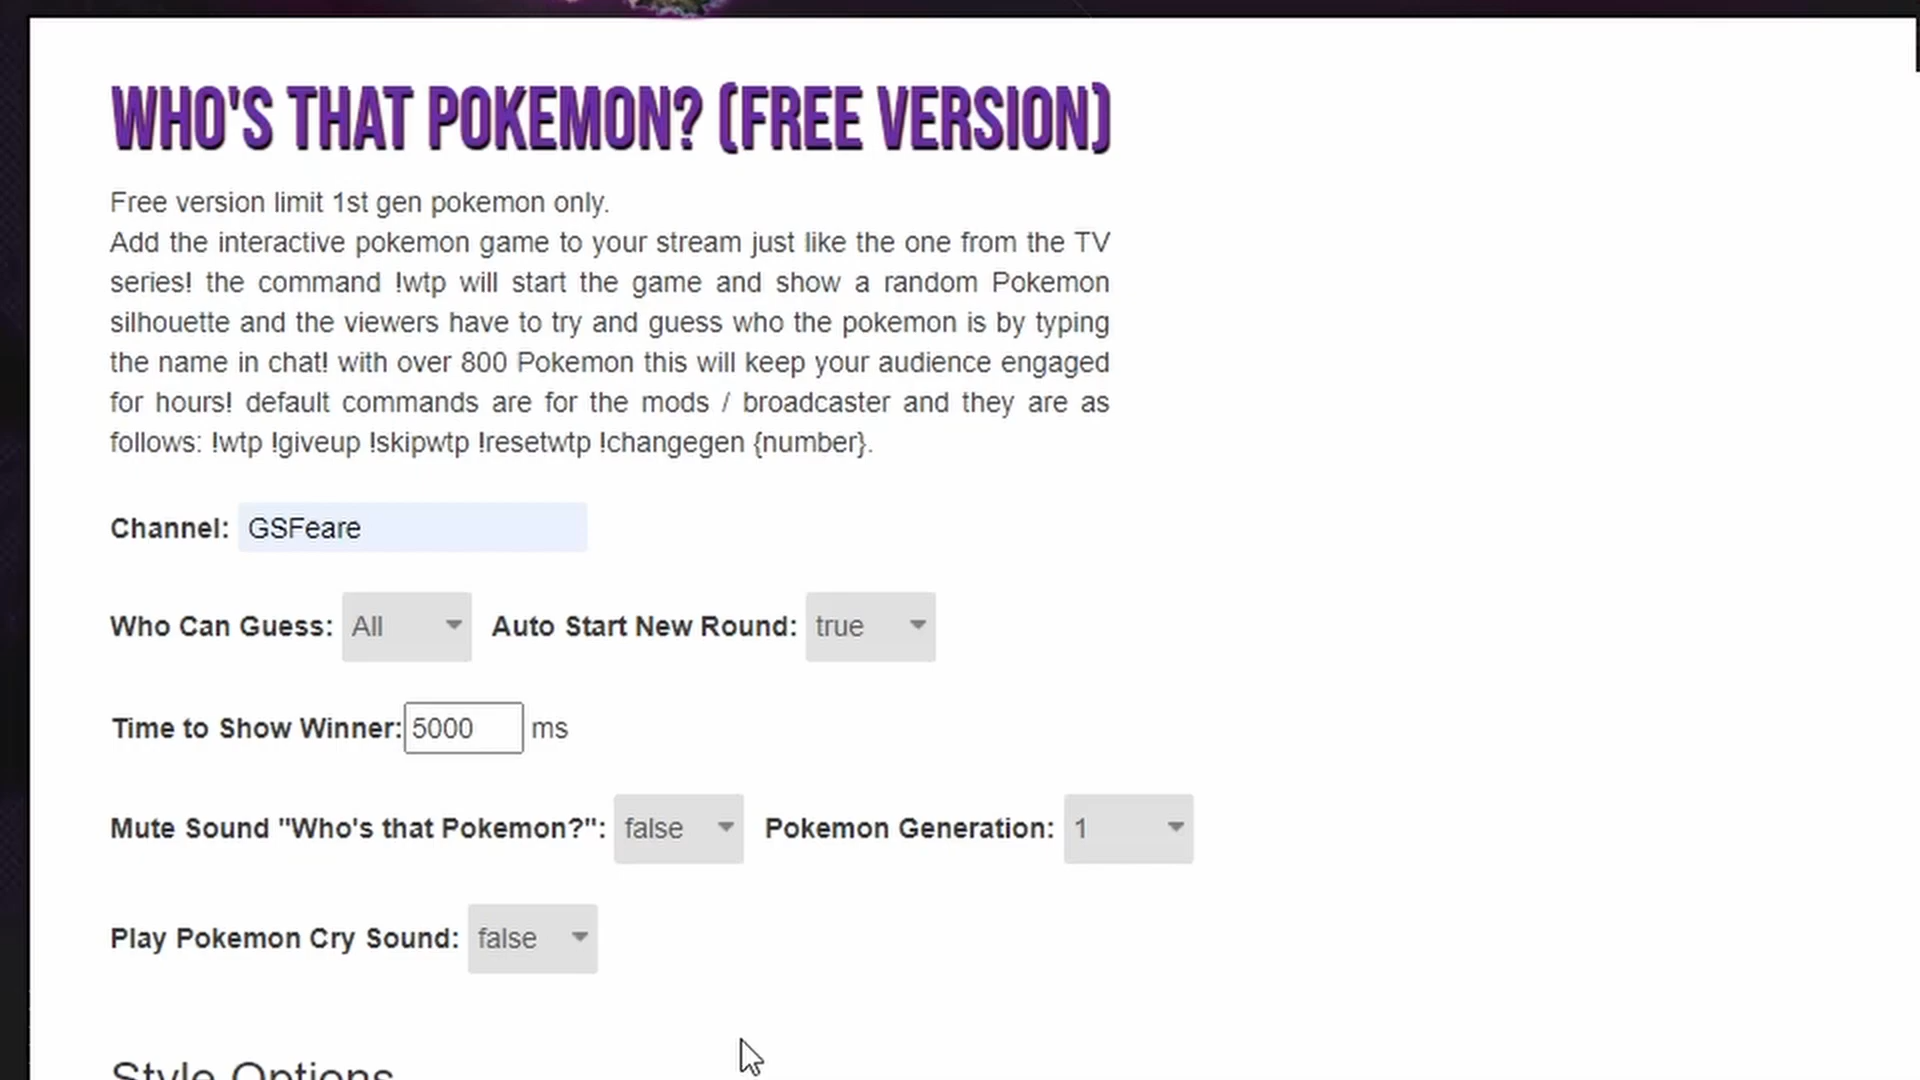 WHO'S THAT POKEMON? (FREE VERSION)
Free version limit 1st gen pokemon only.
Add the interactive pokemon game to your stream just like the one from the TV
series! the command !wtp will start the game and show a random Pokemon
silhouette and the viewers have to try and guess who the pokemon is by typing
the name in chat! with over 800 Pokemon this will keep your audience engaged
for hours! default commands are for the mods / broadcaster and they are as
follows: !wtp !giveup !skipwtp !resetwtp !changegen {number}.
Channel: GSFeare
Who Can Guess: All Auto Start New Round: true
Time to Show Winner: 5000 ms
Mute Sound "Who's that Pokemon?": false Pokemon Generation: 1
Play Pokemon Cry Sound: false
Style Options